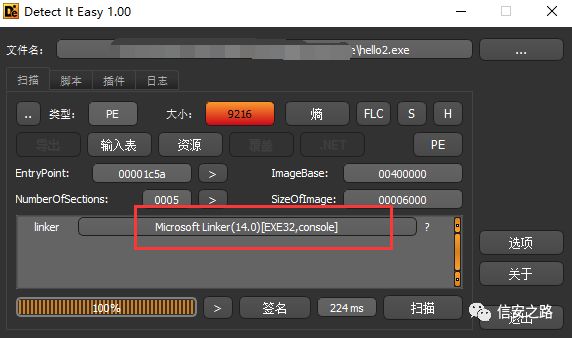 Detect It Easy 1.00
文件名： e\hello2.exe ...
扫描 脚本 插件 日志
.. 类型： PE 大小： 9216 熵 FLC S H
导出 输入表 资源 覆盖 .NET PE
EntryPoint: 00001c5a > ImageBase: 00400000
NumberOfSections: 0005 > SizeOfImage: 00006000
linker Microsoft Linker(14.0)[EXE32,console] ?
选项
关于
100% > 签名 224 ms 扫描 退出
信安之路